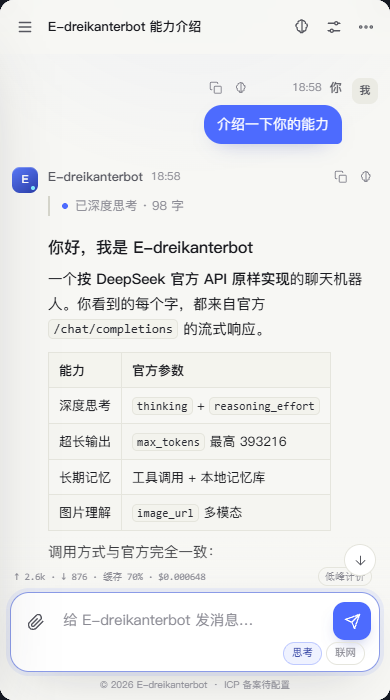 E-dreikanterbot 能力介绍
18:58 你 我
介绍一下你的能力
E
E-dreikanterbot 18:58
已深度思考 · 98 字
你好，我是 E-dreikanterbot
一个按 DeepSeek 官方 API 原样实现的聊天机器
人。你看到的每个字，都来自官方
/chat/completions 的流式响应。
能力 官方参数
深度思考 thinking + reasoning_effort
超长输出 max_tokens 最高 393216
长期记忆 工具调用 + 本地记忆库
图片理解 image_url 多模态
调用方式与官方完全一致：
↑ 2.6k · ↓ 876 · 缓存 70% · $0.000648
低峰计价
给 E-dreikanterbot 发消息…
思考 联网
© 2026 E-dreikanterbot · ICP 备案待配置